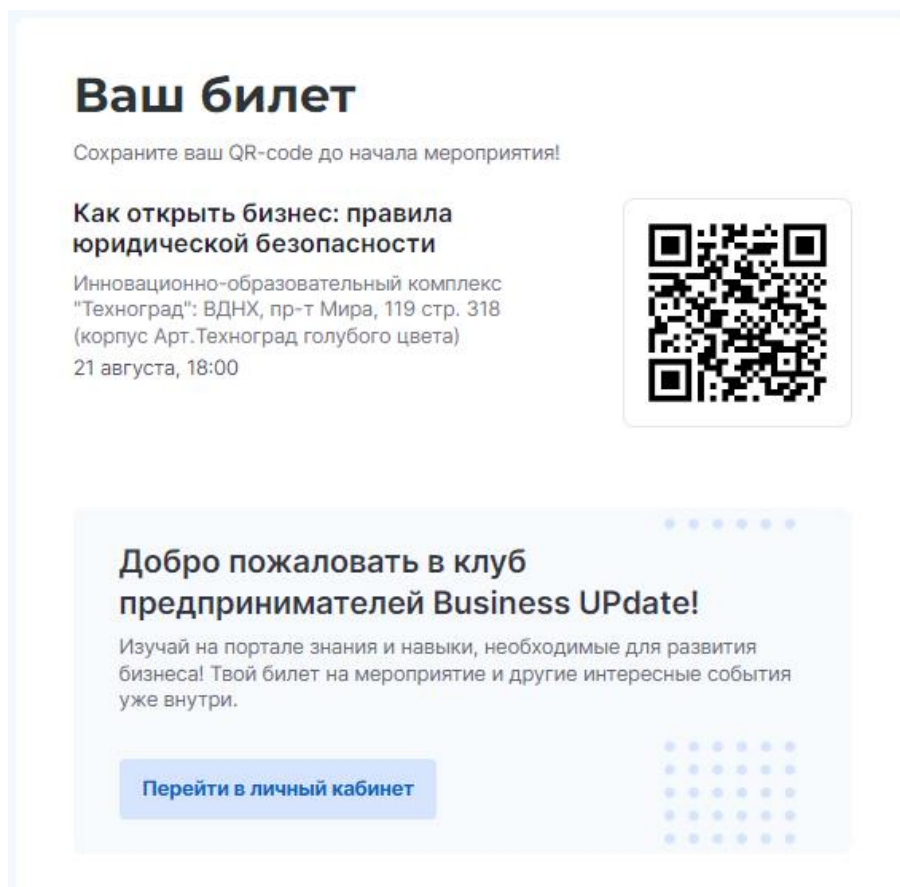 Ваш билет
Сохраните ваш QR-code до начала мероприятия!
Как открыть бизнес: правила
юридической безопасности
Инновационно-образовательный комплекс
"Техноград": ВДНХ, пр-т Мира, 119 стр. 318
(корпус Арт.Техноград голубого цвета)
21 августа, 18:00
Добро пожаловать в клуб
предпринимателей Business UPdate!
Изучай на портале знания и навыки, необходимые для развития
бизнеса! Твой билет на мероприятие и другие интересные события
уже внутри.
Перейти в личный кабинет